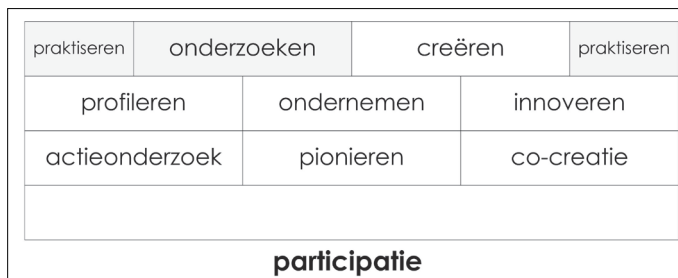 praktiseren onderzoeken creëren praktiseren
profileren ondernemen innoveren
actieonderzoek pionieren co-creatie
participatie